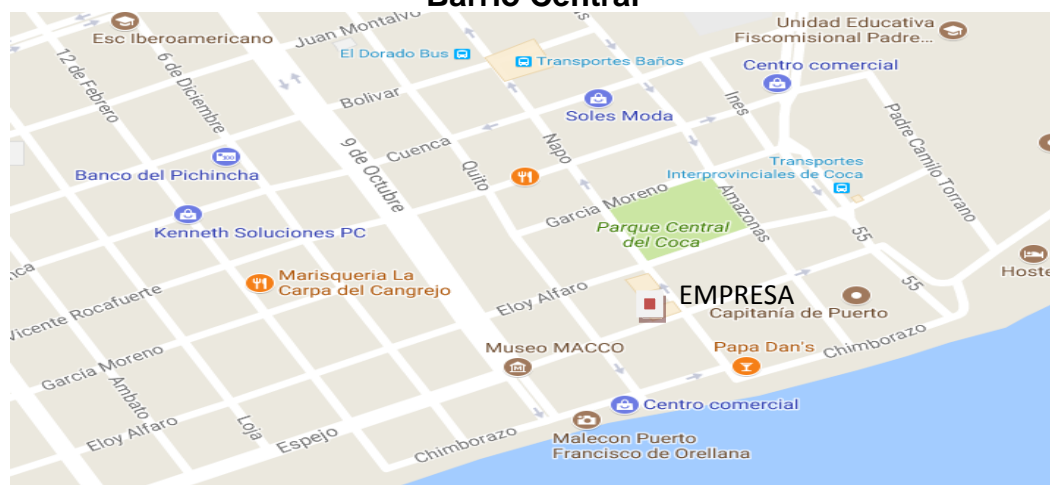 Barrio Central
Esc Iberoamericano
Juan Montalvo
El Dorado Bus
Transportes Baños
Unidad Educativa
Fiscomisional Padre...
Centro comercial
12 de Febrero
6 de Diciembre
Bolivar
Soles Moda
Ines
Padre Camilo Torrano
9 de Octubre
Cuenca
Quito
Napo
Banco del Pichincha
Transportes
Interprovinciales de Coca
Garcia Moreno
Amazonas
Kenneth Soluciones PC
Parque Central
del Coca
55
nca
Marisqueria La
Carpa del Cangrejo
Hoste
Vicente Rocafuerte
Eloy Alfaro
EMPRESA
55
Capitanía de Puerto
Museo MACCO
Papa Dan's
Chimborazo
García Moreno
Ambato
Loja
Centro comercial
Eloy Alfaro
Espejo
Chimborazo
Malecon Puerto
Francisco de Orellana